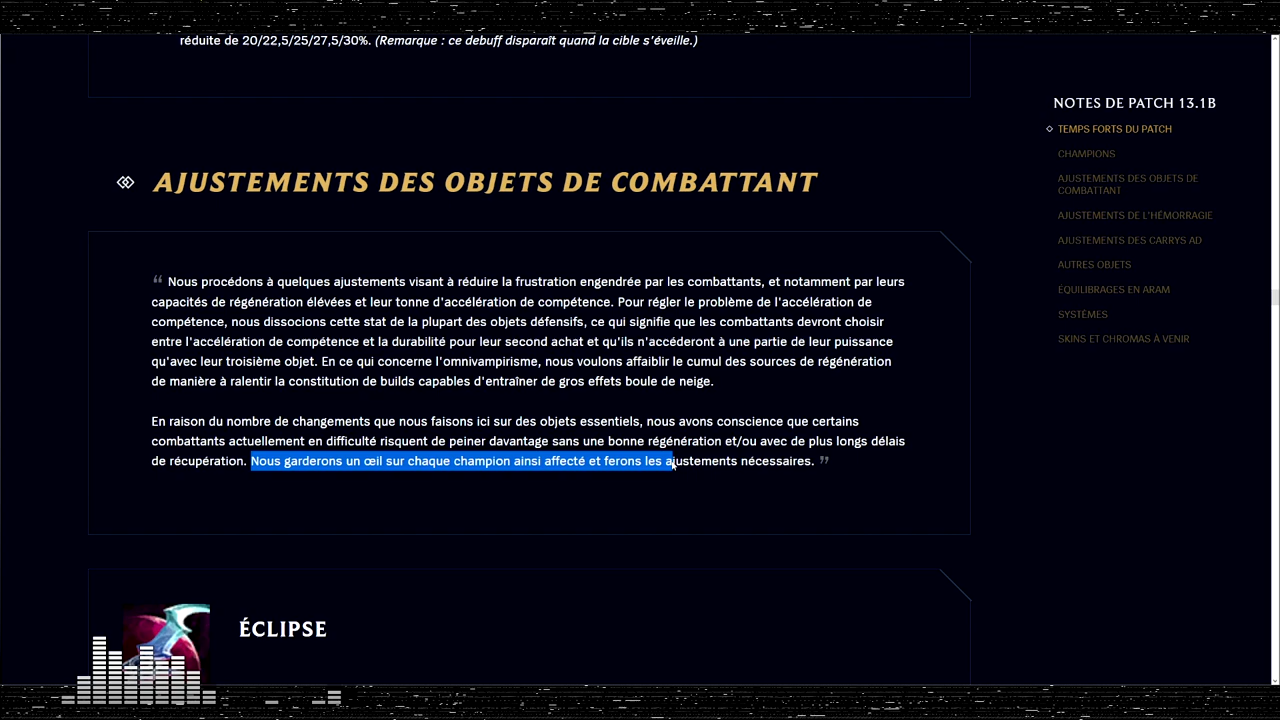 réduite de 20/22,5/25/27,5/30%. (Remarque : ce debuff disparaît quand la cible s'éveille.)
AJUSTEMENTS DES OBJETS DE COMBATTANT
“ Nous procédons à quelques ajustements visant à réduire la frustration engendrée par les combattants, et notamment par leurs
capacités de régénération élévées et leur tonne d'accélération de compétence. Pour régler le problème de l'accélération de
compétence, nous dissocions cette stat de la plupart des objets défensifs, ce qui signifie que les combattants devront choisir
entre l'accélération de compétence et la durabilité pour leur second achat et qu'ils n'accéderont à une partie de leur puissance
qu'avec leur troisième objet. En ce qui concerne l'omnivampirisme, nous voulons affaiblir le cumul des sources de régénération
de manière à ralentir la constitution de builds capables d'entraîner de gros effets boule de neige.
En raison du nombre de changements que nous faisons ici sur des objets essentiels, nous avons conscience que certains
combattants actuellement en difficulté risquent de peiner davantage sans une bonne régénération et/ou avec de plus longs délais
de récupération. Nous garderons un œil sur chaque champion ainsi affecté et ferons les ajustements nécessaires. ”
ÉCLIPSE
NOTES DE PATCH 13.1B
TEMPS FORTS DU PATCH
CHAMPIONS
AJUSTEMENTS DES OBJETS DE
COMBATTANT
AJUSTEMENTS DE L'HÉMORRAGIE
AJUSTEMENTS DES CARRYS AD
AUTRES OBJETS
ÉQUILIBRAGES EN ARAM
SYSTÈMES
SKINS ET CHROMAS À VENIR